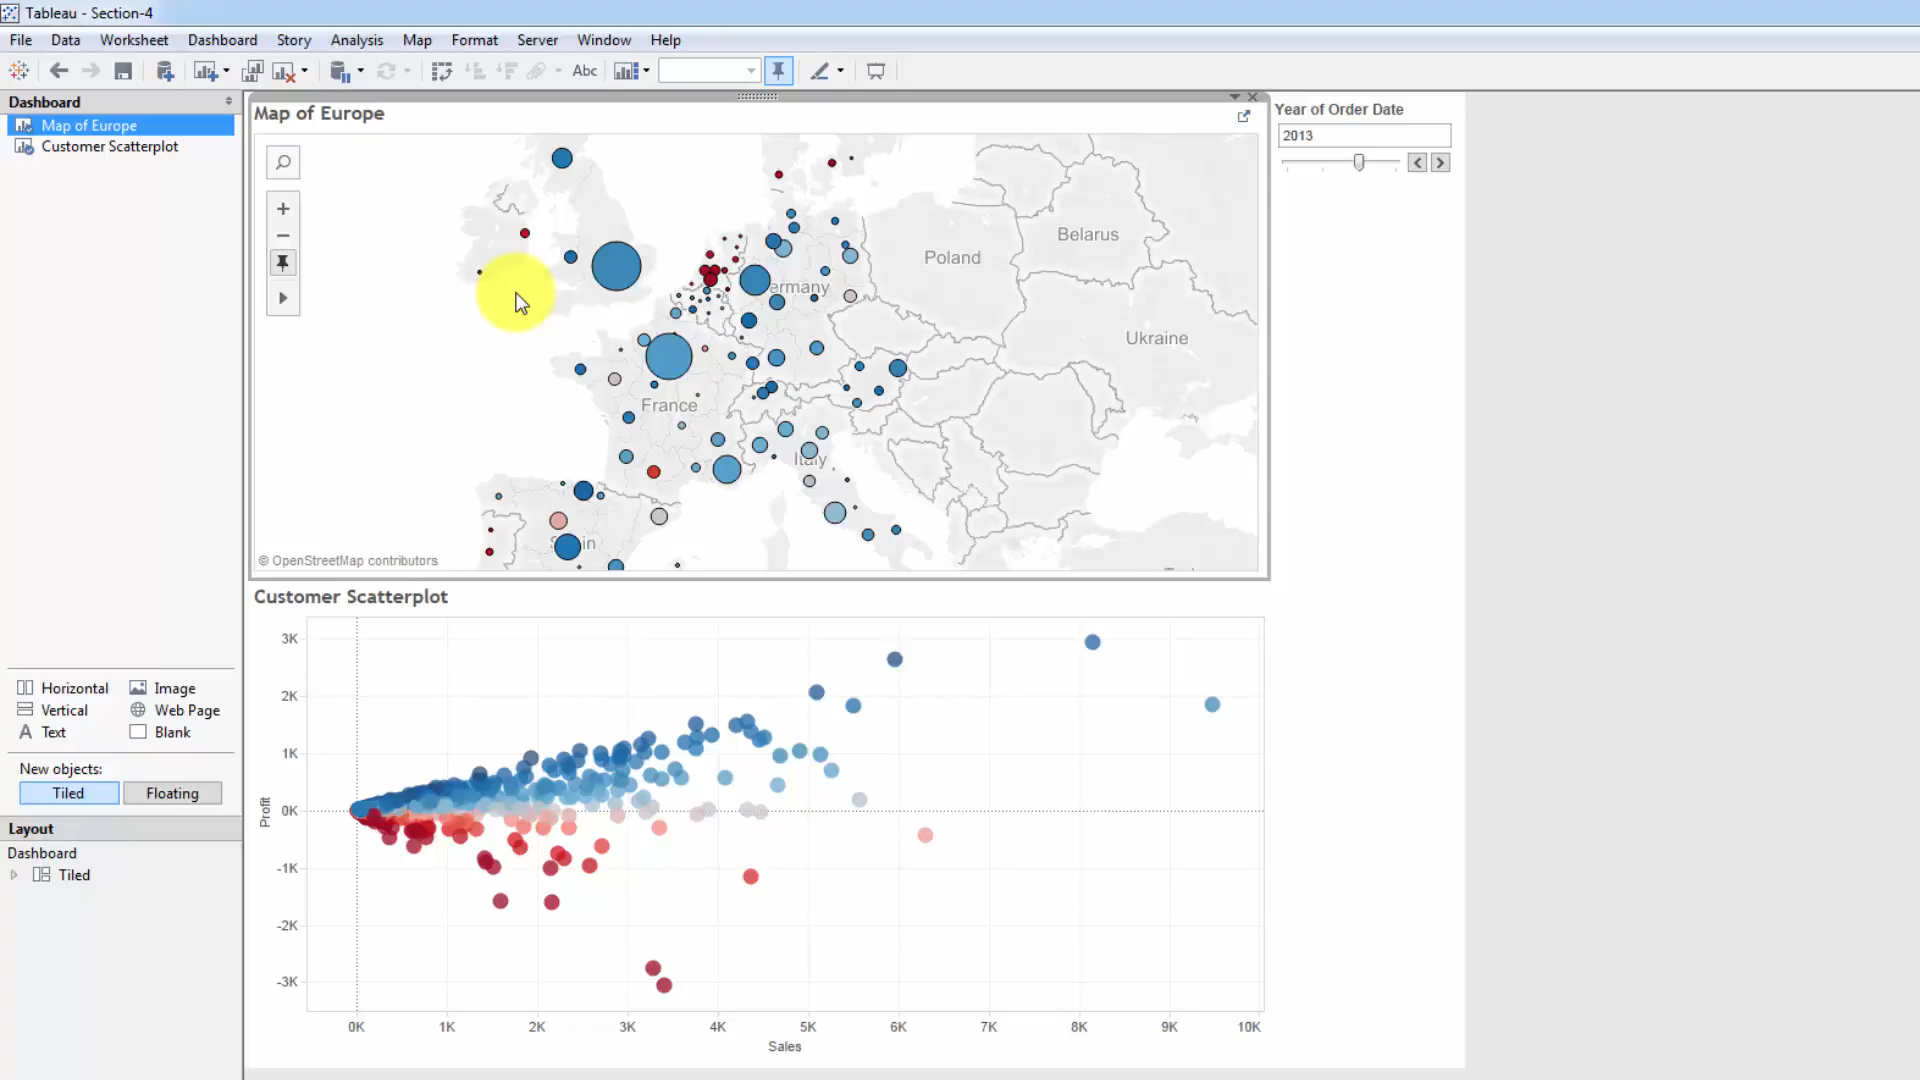 Tableau - Section-4
File Data Worksheet Dashboard Story Analysis Map Format Server Window Help
Abc
Dashboard
Map of Europe
Customer Scatterplot
Horizontal Image
Vertical Web Page
A Text Blank
New objects:
Tiled Floating
Layout
Dashboard
Tiled
Map of Europe
Belarus
Poland
ermany
Ukraine
France
Italy
S in
© OpenStreetMap contributors
Year of Order Date
2013
Customer Scatterplot
Profit
3K
2K
1K
0K
-1K
-2K
-3K
0K 1K 2K 3K 4K 5K 6K 7K 8K 9K 10K
Sales